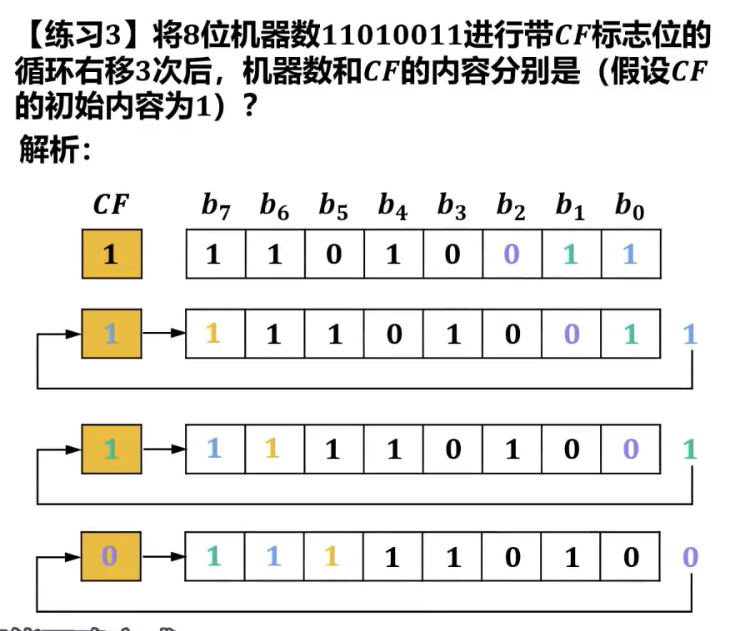 【练习3】将8位机器数11010011进行带CF标志位的
循环右移3次后，机器数和CF的内容分别是（假设CF
的初始内容为1）？
解析：
CF b₇ b₆ b₅ b₄ b₃ b₂ b₁ b₀
1 1 1 0 1 0 0 1 1
1 1 1 1 0 1 0 0 1 1
1 1 1 1 1 0 1 0 0 1
0 1 1 1 1 1 0 1 0 0